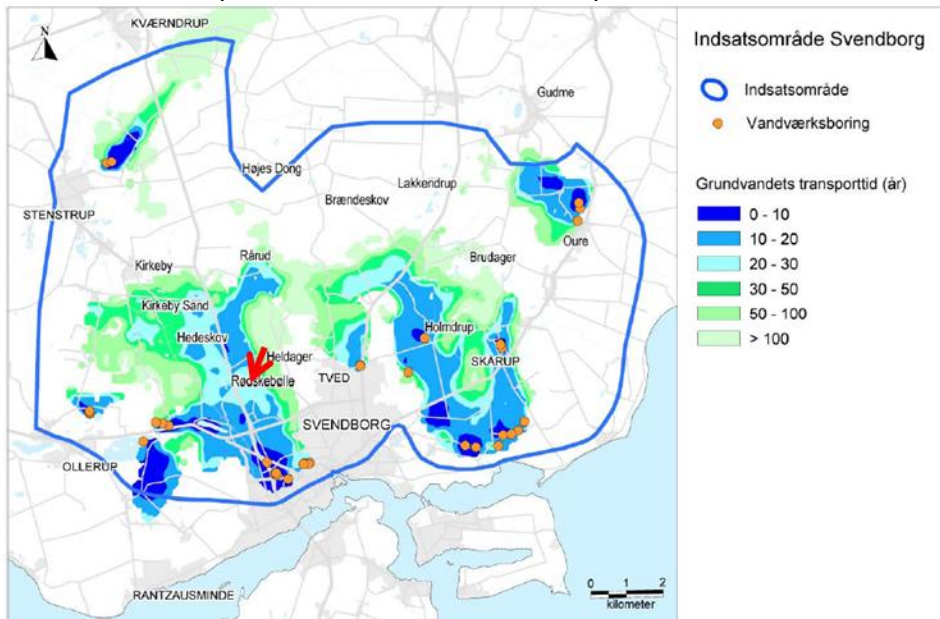 KVÆRNDRUP
N
Gudme
Højes Dong
Lakkendrup
Brændeskov
STENSTRUP
Oure
Rårud
Brudager
Kirkeby
Kirkeby Sand
Holmdrup
Hedeskov
Heldager
SKÅRUP
TVED
Rødskebølle
SVENDBORG
OLLERUP
RANTZAUSMINDE
0 1 2
kilometer
Indsatsområde Svendborg
Indsatsområde
Vandværksboring
Grundvandets transporttid (år)
0 - 10
10 - 20
20 - 30
30 - 50
50 - 100
> 100